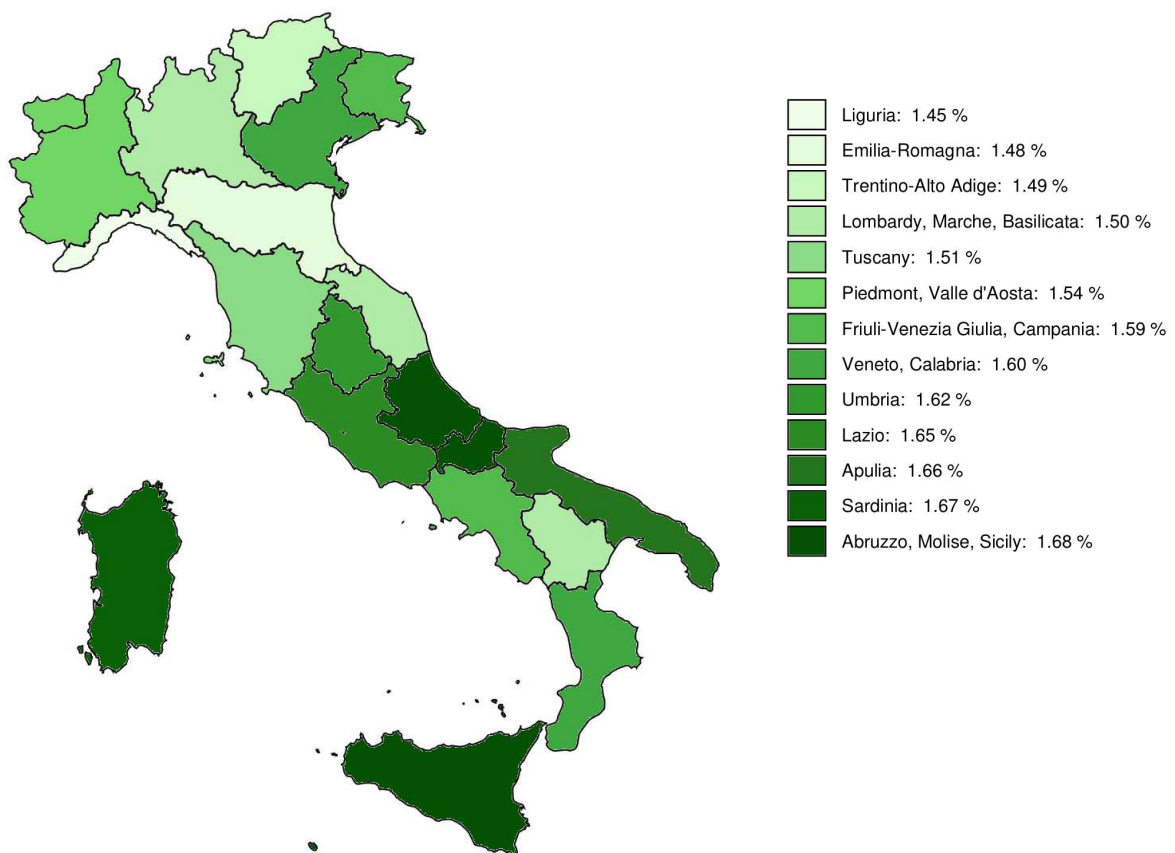 Liguria: 1.45 %
Emilia-Romagna: 1.48 %
Trentino-Alto Adige: 1.49 %
Lombardy, Marche, Basilicata: 1.50 %
Tuscany: 1.51 %
Piedmont, Valle d'Aosta: 1.54 %
Friuli-Venezia Giulia, Campania: 1.59 %
Veneto, Calabria: 1.60 %
Umbria: 1.62 %
Lazio: 1.65 %
Apulia: 1.66 %
Sardinia: 1.67 %
Abruzzo, Molise, Sicily: 1.68 %